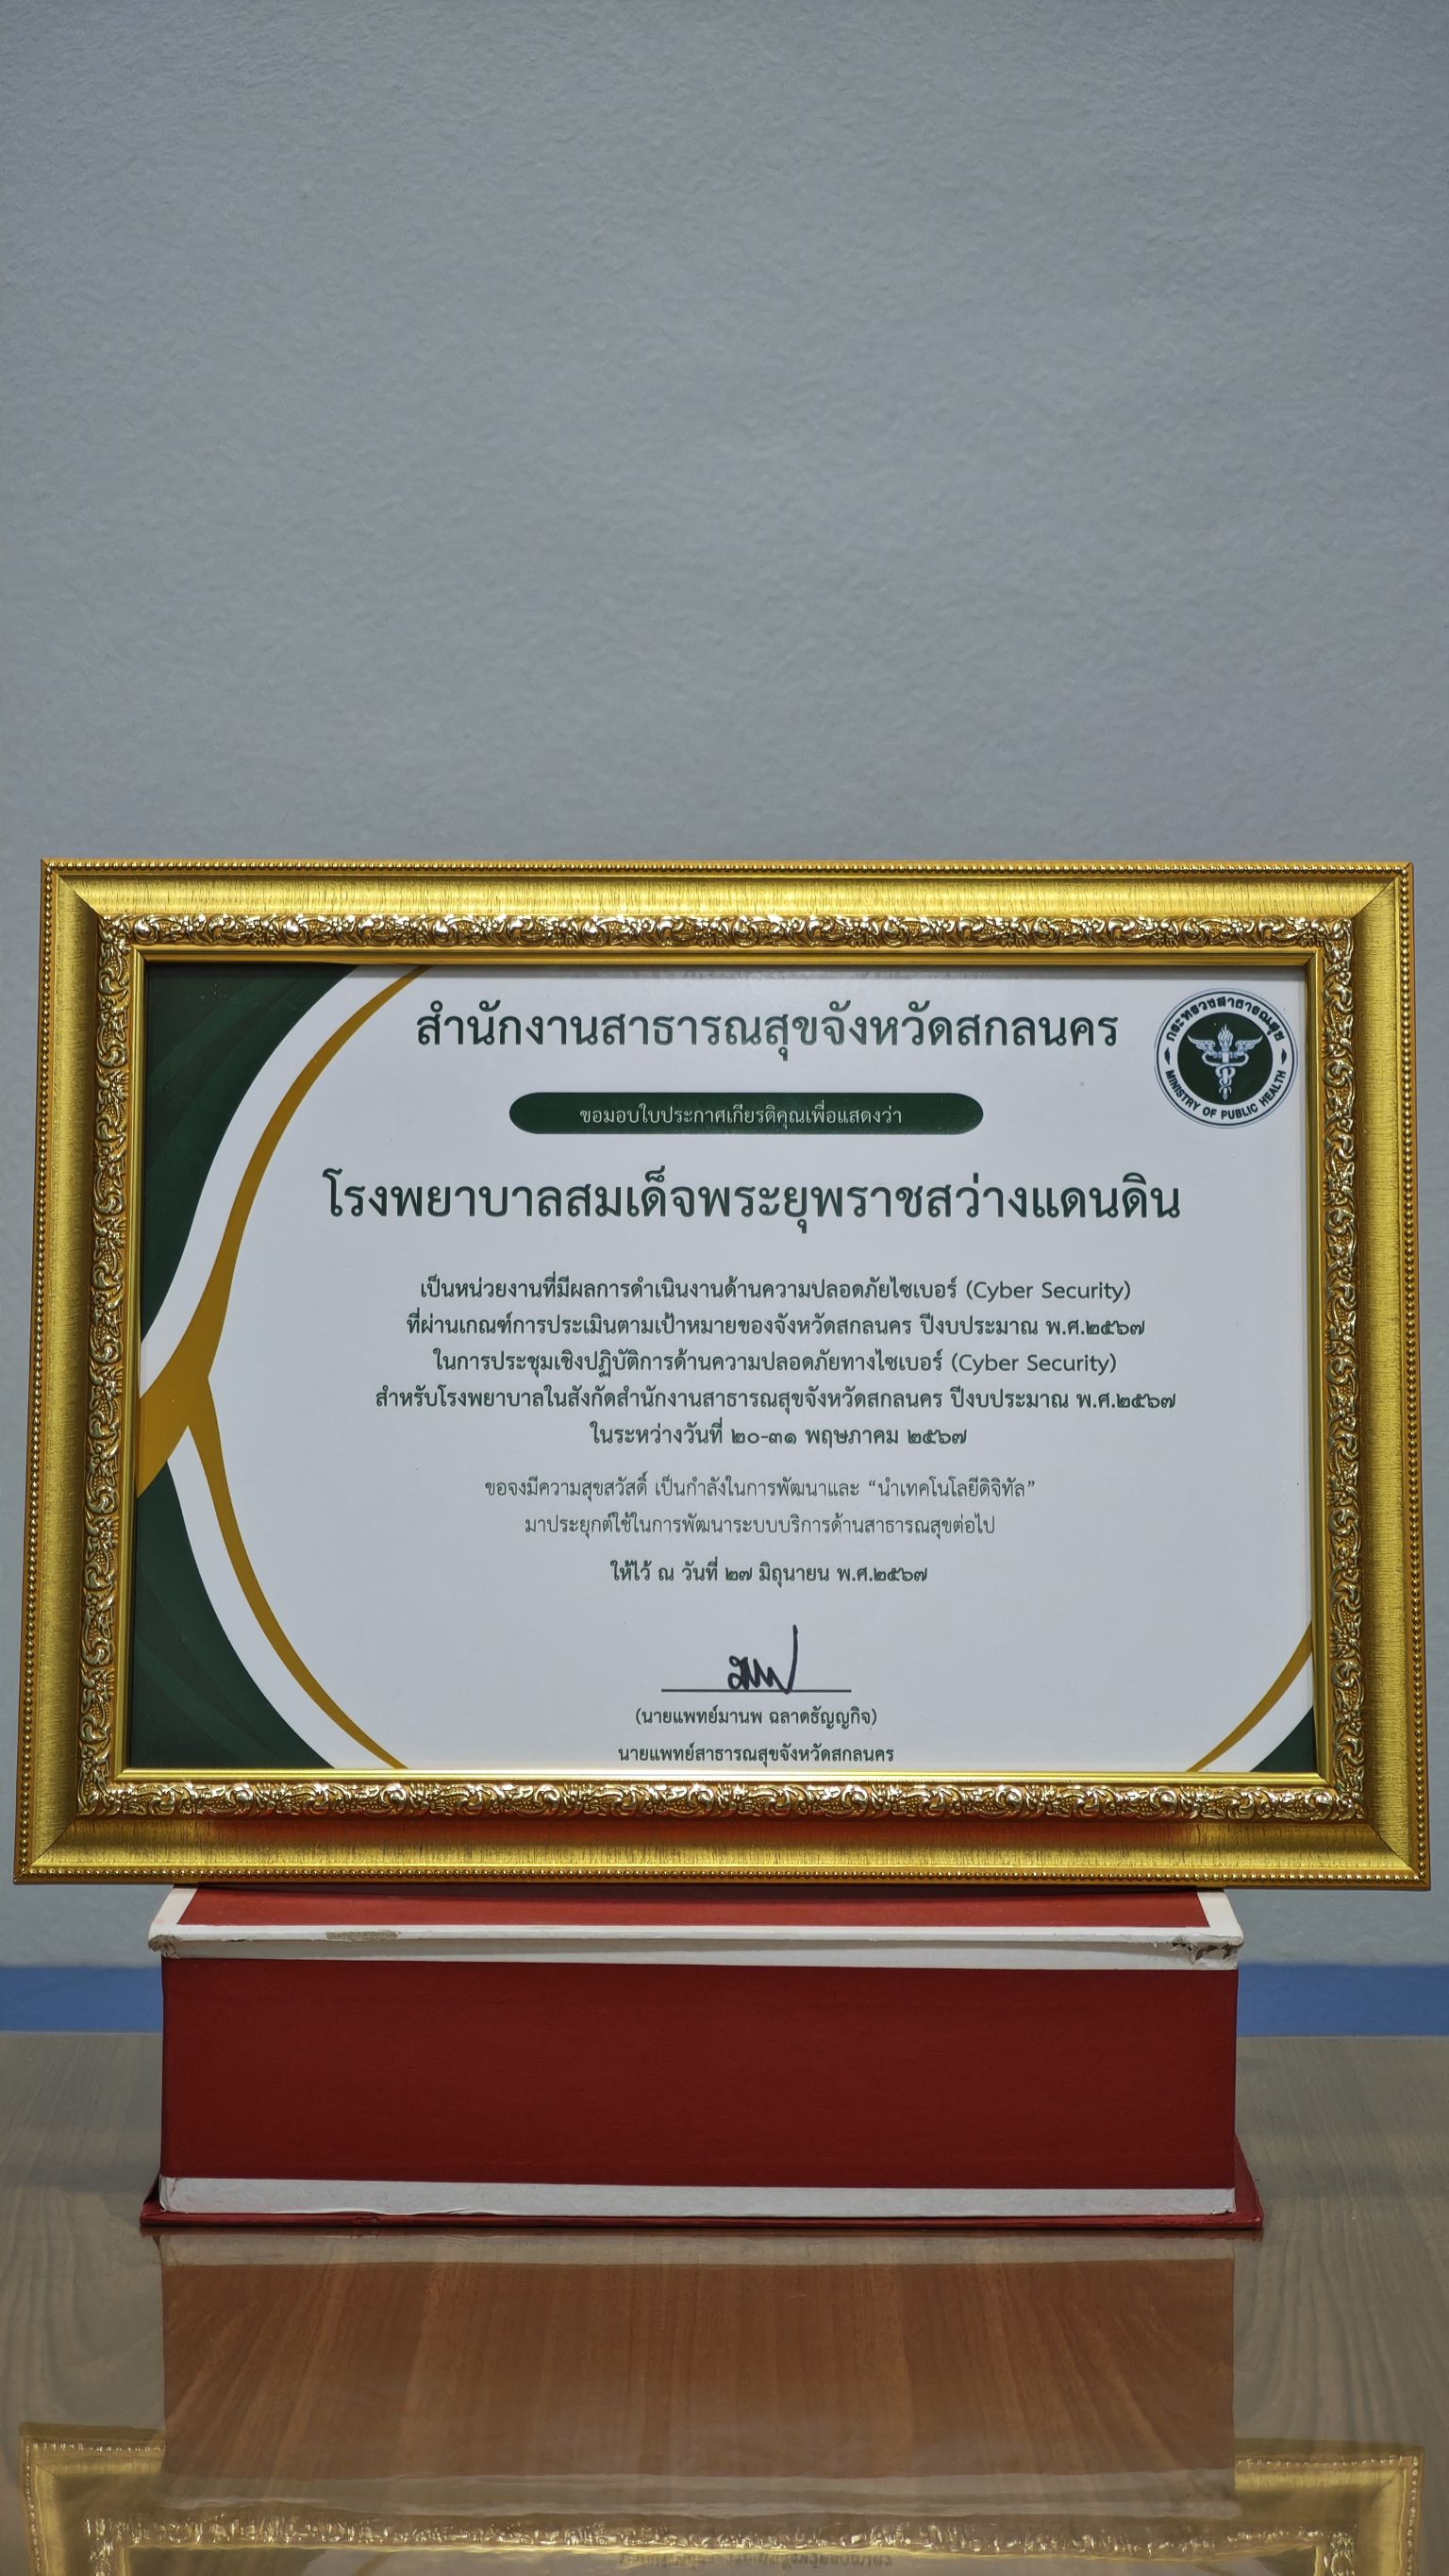 สำนักงานสาธารณสุขจังหวัดสกลนคร
กระทรวงสาธารณสุข
MINISTRY OF PUBLIC HEALTH
ขอมอบใบประกาศเกียรติคุณเพื่อแสดงว่า
โรงพยาบาลสมเด็จพระยุพราชสว่างแดนดิน
เป็นหน่วยงานที่มีผลการดำเนินงานด้านความปลอดภัยไซเบอร์ (Cyber Security)
ที่ผ่านเกณฑ์การประเมินตามเป้าหมายของจังหวัดสกลนคร ปีงบประมาณ พ.ศ.๒๕๖๗
ในการประชุมเชิงปฏิบัติการด้านความปลอดภัยทางไซเบอร์ (Cyber Security)
สำหรับโรงพยาบาลในสังกัดสำนักงานสาธารณสุขจังหวัดสกลนคร ปีงบประมาณ พ.ศ.๒๕๖๗
ในระหว่างวันที่ ๒๐-๓๑ พฤษภาคม ๒๕๖๗
ขอจงมีความสุขสวัสดิ์ เป็นกำลังในการพัฒนาและ “นำเทคโนโลยีดิจิทัล”
มาประยุกต์ใช้ในการพัฒนาระบบบริการด้านสาธารณสุขต่อไป
ให้ไว้ ณ วันที่ ๒๗ มิถุนายน พ.ศ.๒๕๖๗
(นายแพทย์มานพ ฉลาดธัญญกิจ)
นายแพทย์สาธารณสุขจังหวัดสกลนคร